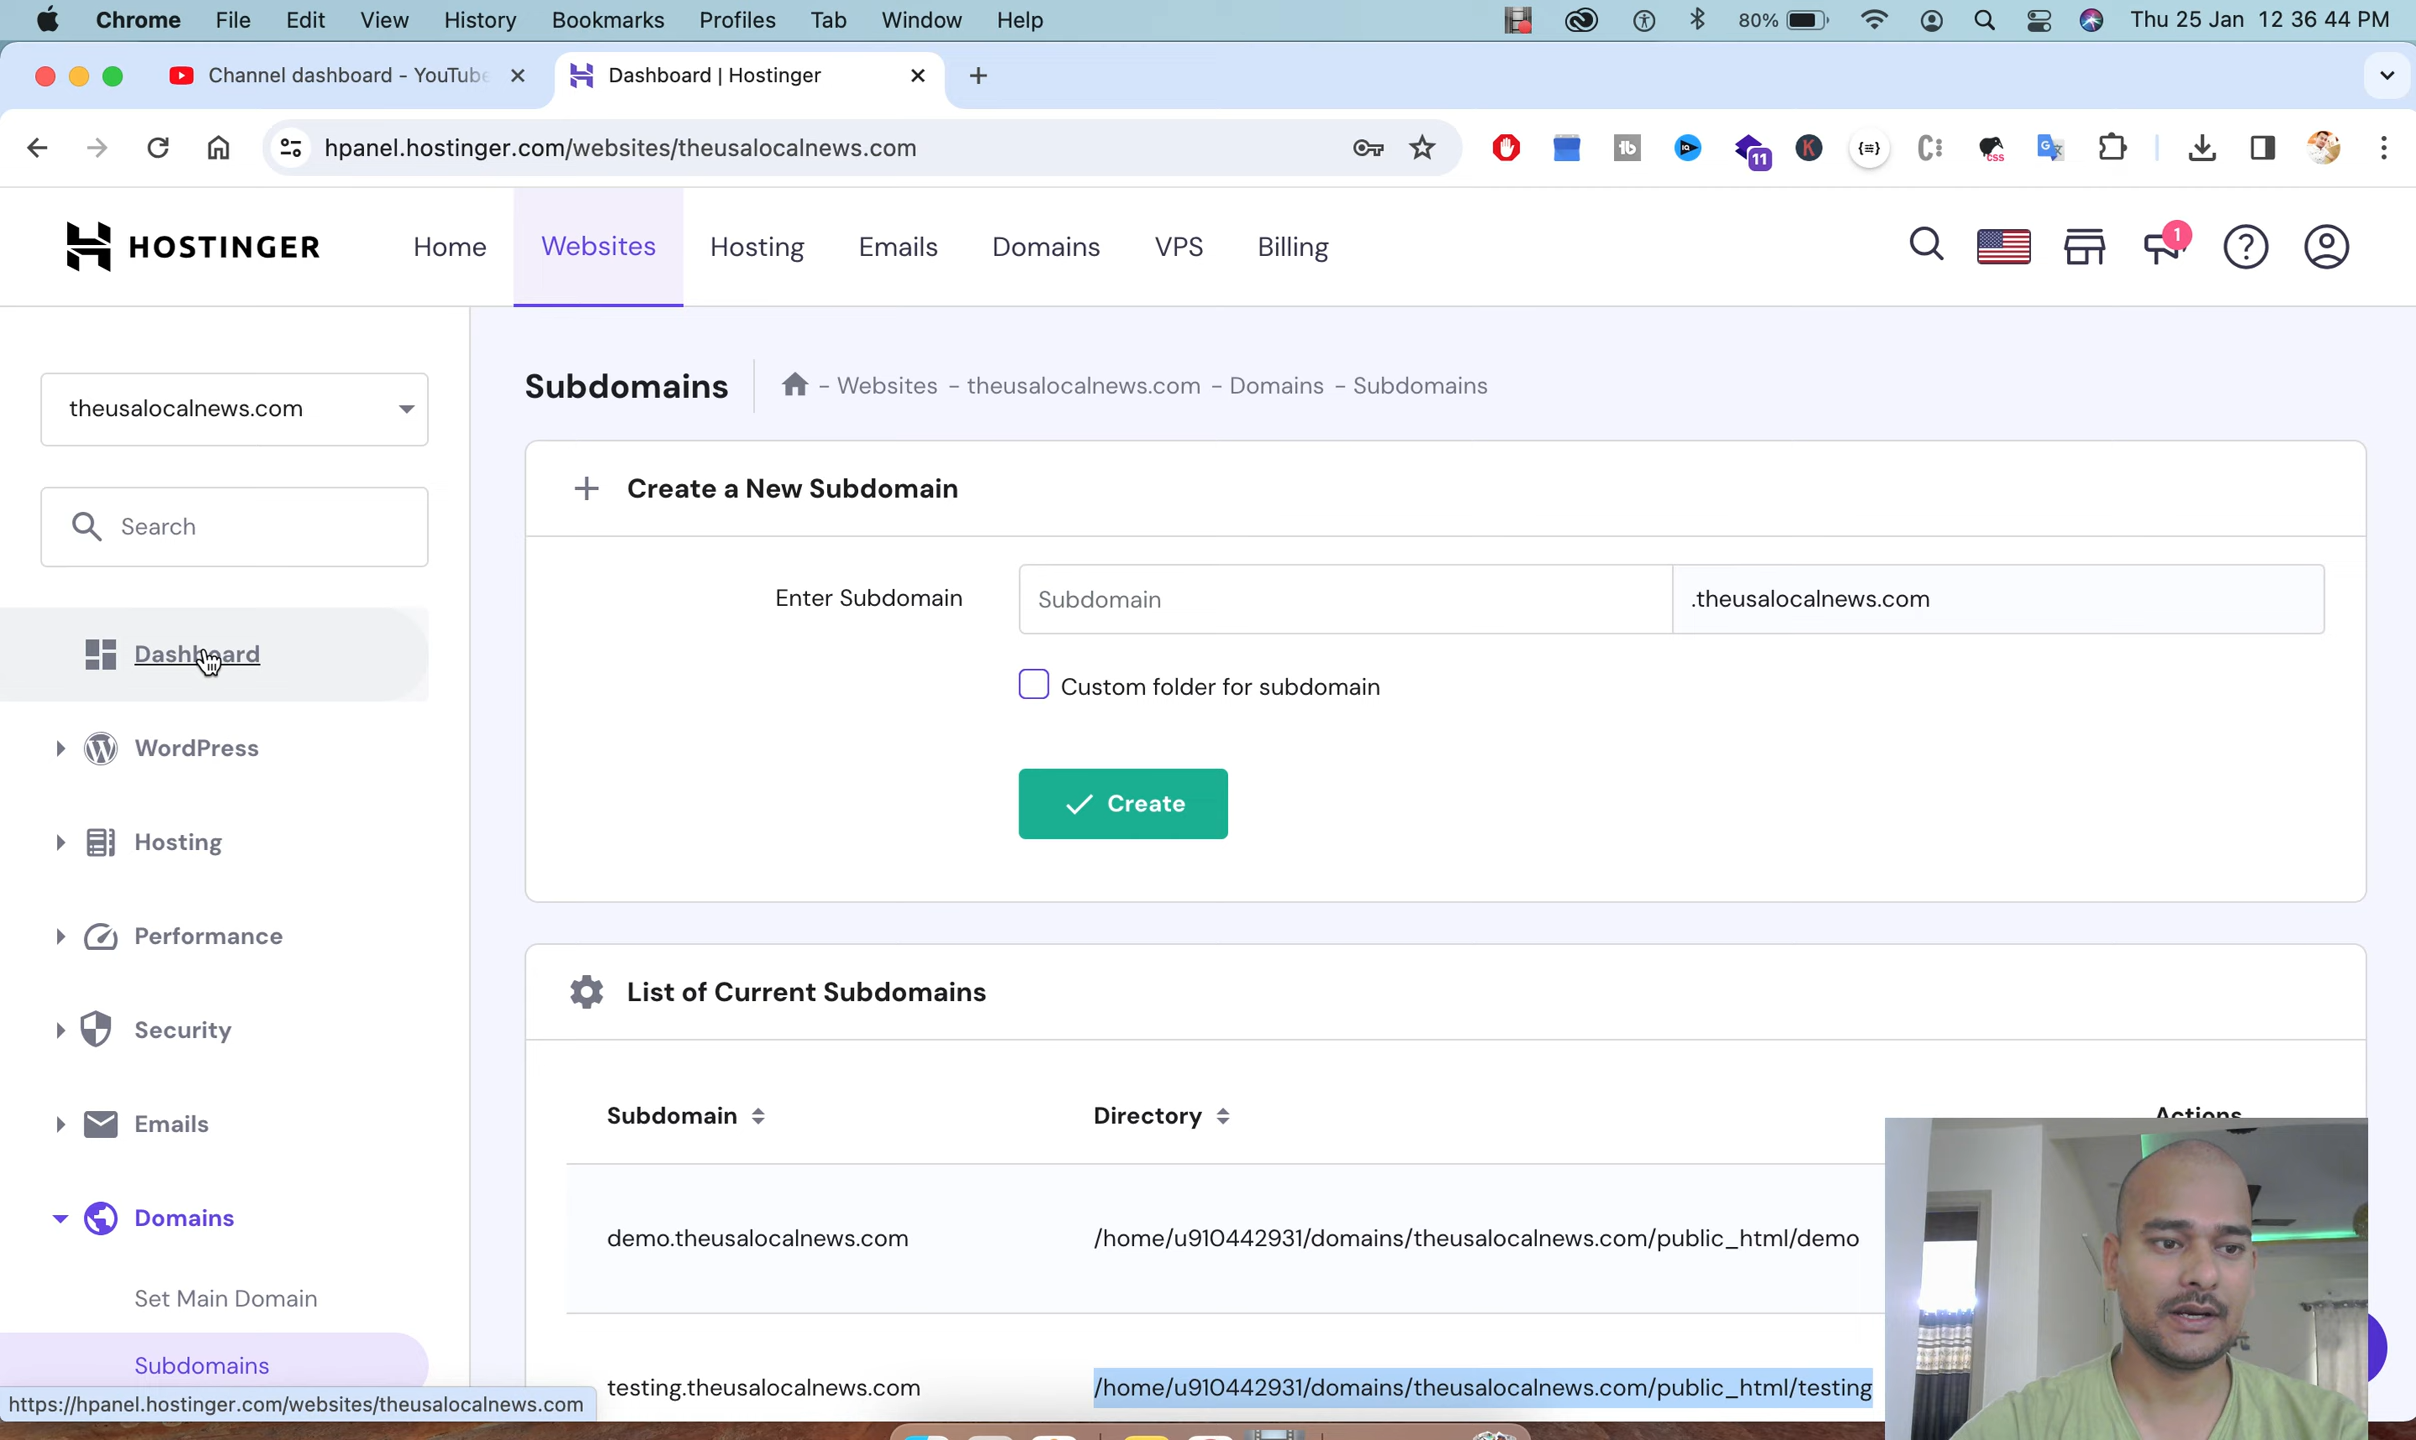 Chrome File Edit View History Bookmarks Profiles Tab Window Help 80% Thu 25 Jan 12 36 44 PM
Channel dashboard - YouTube Dashboard | Hostinger
hpanel.hostinger.com/websites/theusalocalnews.com tb IQ 11 K {≡} C css G
HOSTINGER Home Websites Hosting Emails Domains VPS Billing 1
theusalocalnews.com
Subdomains - Websites - theusalocalnews.com - Domains - Subdomains
Search
Create a New Subdomain
Enter Subdomain Subdomain .theusalocalnews.com
Dashboard
Custom folder for subdomain
WordPress
Create
Hosting
Performance
List of Current Subdomains
Security
Subdomain Directory Actions
Emails
Domains
demo.theusalocalnews.com /home/u910442931/domains/theusalocalnews.com/public_html/demo
Set Main Domain
Subdomains
testing.theusalocalnews.com /home/u910442931/domains/theusalocalnews.com/public_html/testing
https://hpanel.hostinger.com/websites/theusalocalnews.com